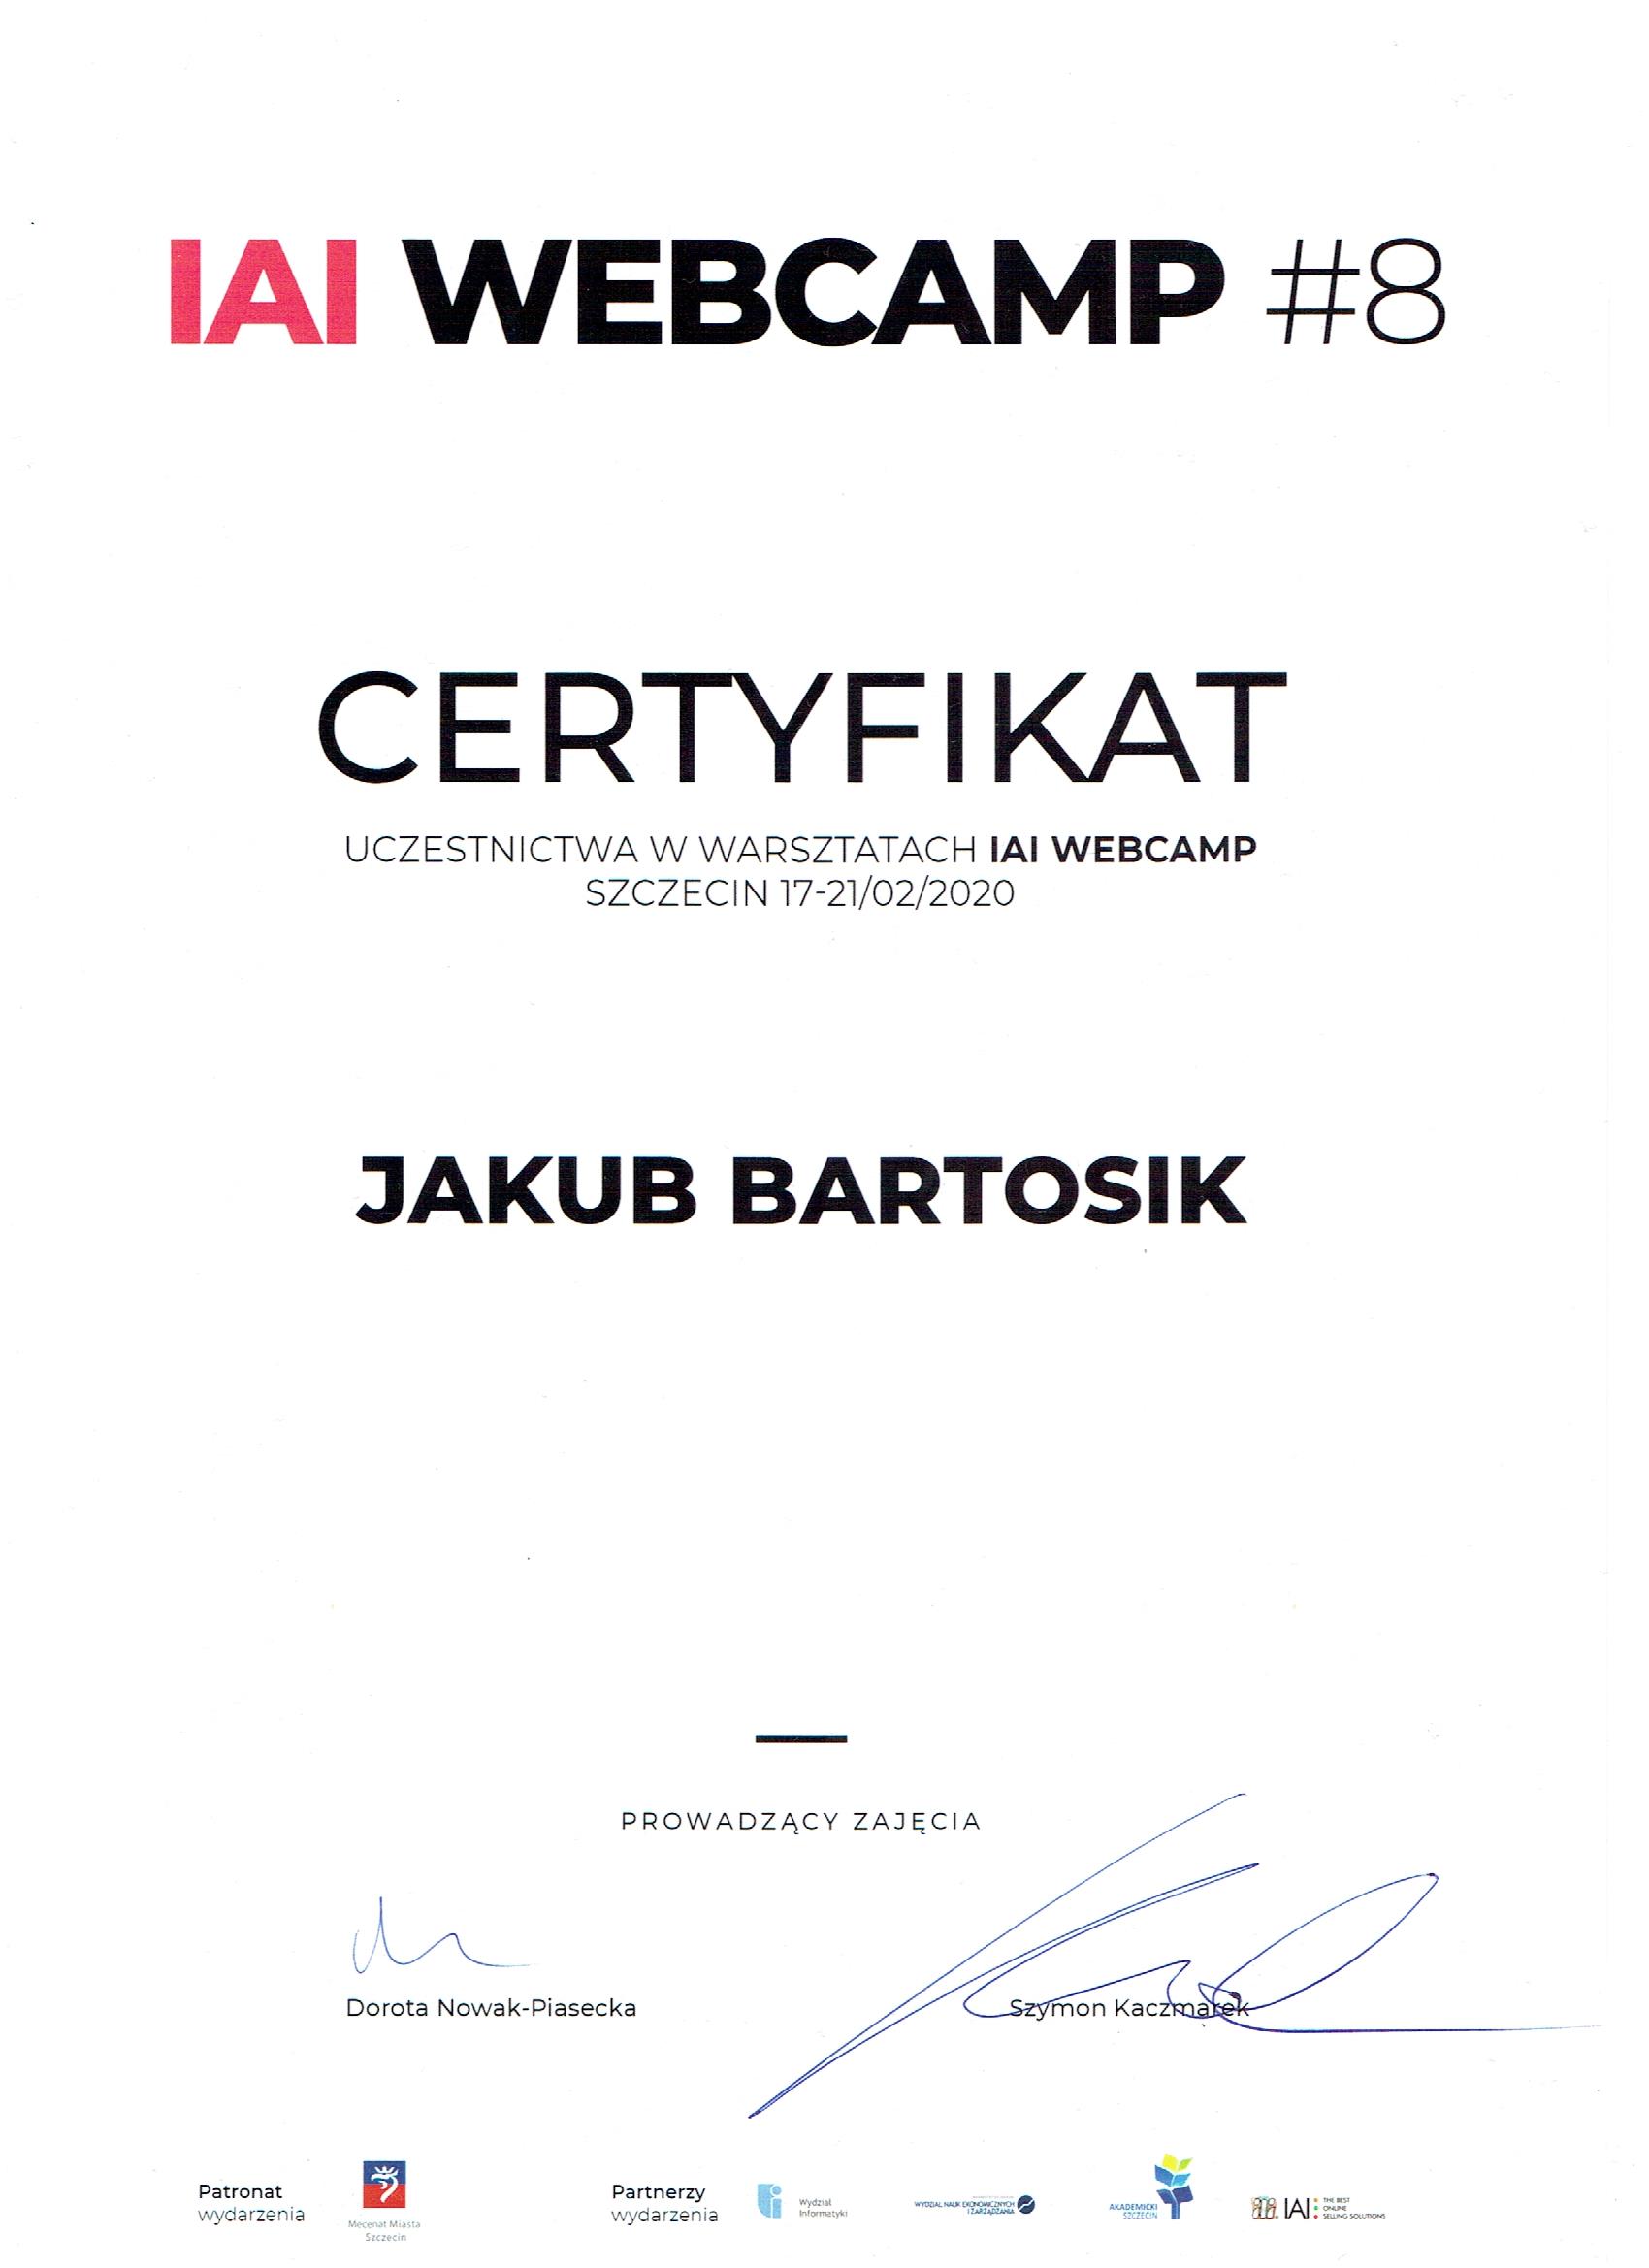 IAI WEBCAMP #8
CERTYFIKAT
UCZESTNICTWA W WARSZTATACH IAI WEBCAMP
SZCZECIN 17-21/02/2020
JAKUB BARTOSIK
PROWADZĄCY ZAJĘCIA
Dorota Nowak-Piasecka
Szymon Kaczmarek
Patronat
wydarzenia
Mecenat Miasta
Szczecin
Partnerzy
wydarzenia
Wydział
Informatyki
WYDZIAŁ NAUK EKONOMICZNYCH
I ZARZĄDZANIA
AKADEMICKI
SZCZECIN
IAI
THE BEST
ONLINE
SELLING SOLUTIONS